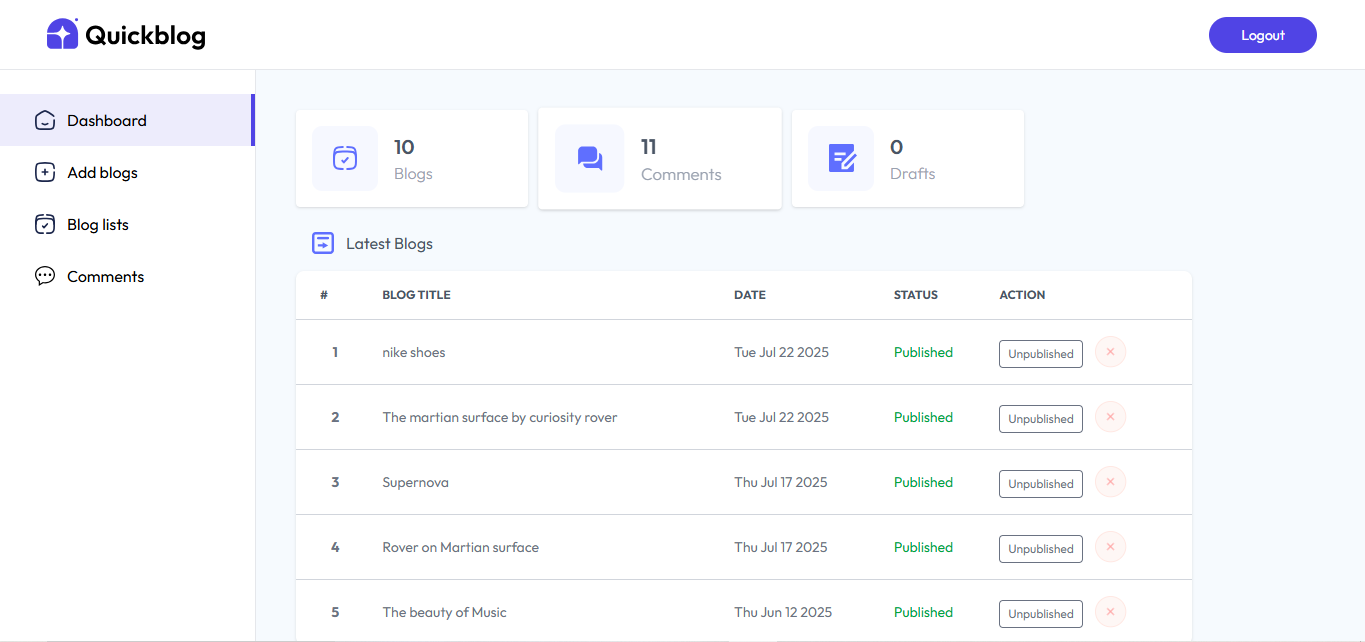 Quickblog
Logout
Dashboard
Add blogs
Blog lists
Comments
10
Blogs
11
Comments
0
Drafts
Latest Blogs
# BLOG TITLE DATE STATUS ACTION
1 nike shoes Tue Jul 22 2025 Published Unpublished
2 The martian surface by curiosity rover Tue Jul 22 2025 Published Unpublished
3 Supernova Thu Jul 17 2025 Published Unpublished
4 Rover on Martian surface Thu Jul 17 2025 Published Unpublished
5 The beauty of Music Thu Jun 12 2025 Published Unpublished